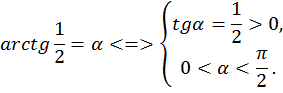 arctg 1/2 = α <=> { tgα = 1/2 > 0,
0 < α < π/2.